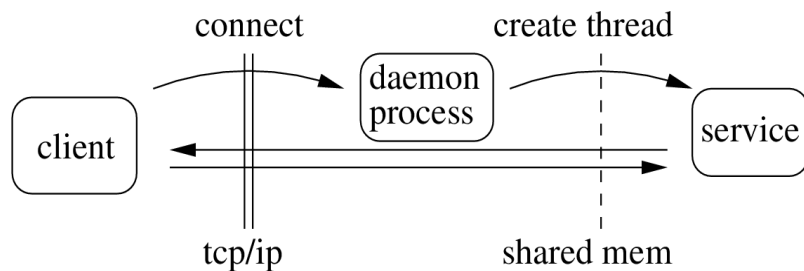 connect
create thread
daemon
process
client
service
tcp/ip
shared mem